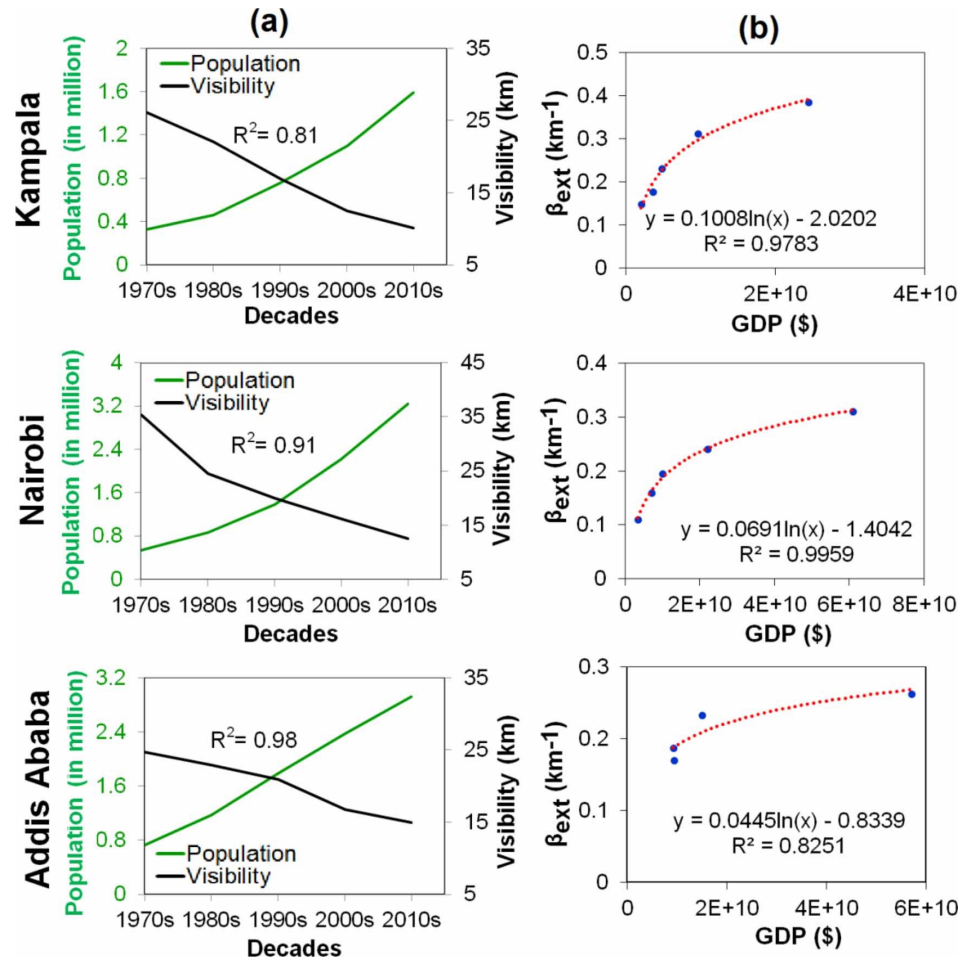 (a)
(b)
Kampala
Population (in million)
2
1.6
1.2
0.8
0.4
0
Population
Visibility
R²= 0.81
35
25
15
5
Visibility (km)
1970s 1980s 1990s 2000s 2010s
Decades
βext (km-1)
0.5
0.4
0.3
0.2
0.1
0
y = 0.1008ln(x) - 2.0202
R² = 0.9783
0 2E+10 4E+10
GDP ($)
Nairobi
Population (in million)
4
3.2
2.4
1.6
0.8
0
Population
Visibility
R²= 0.91
45
35
25
15
5
Visibility (km)
1970s 1980s 1990s 2000s 2010s
Decades
βext (km-1)
0.4
0.3
0.2
0.1
0
y = 0.0691ln(x) - 1.4042
R² = 0.9959
0 2E+10 4E+10 6E+10 8E+10
GDP ($)
Addis Ababa
Population (in million)
3.2
2.4
1.6
0.8
0
R²= 0.98
Population
Visibility
35
25
15
5
Visibility (km)
1970s 1980s 1990s 2000s 2010s
Decades
βext (km-1)
0.3
0.2
0.1
0
y = 0.0445ln(x) - 0.8339
R² = 0.8251
0 2E+10 4E+10 6E+10
GDP ($)